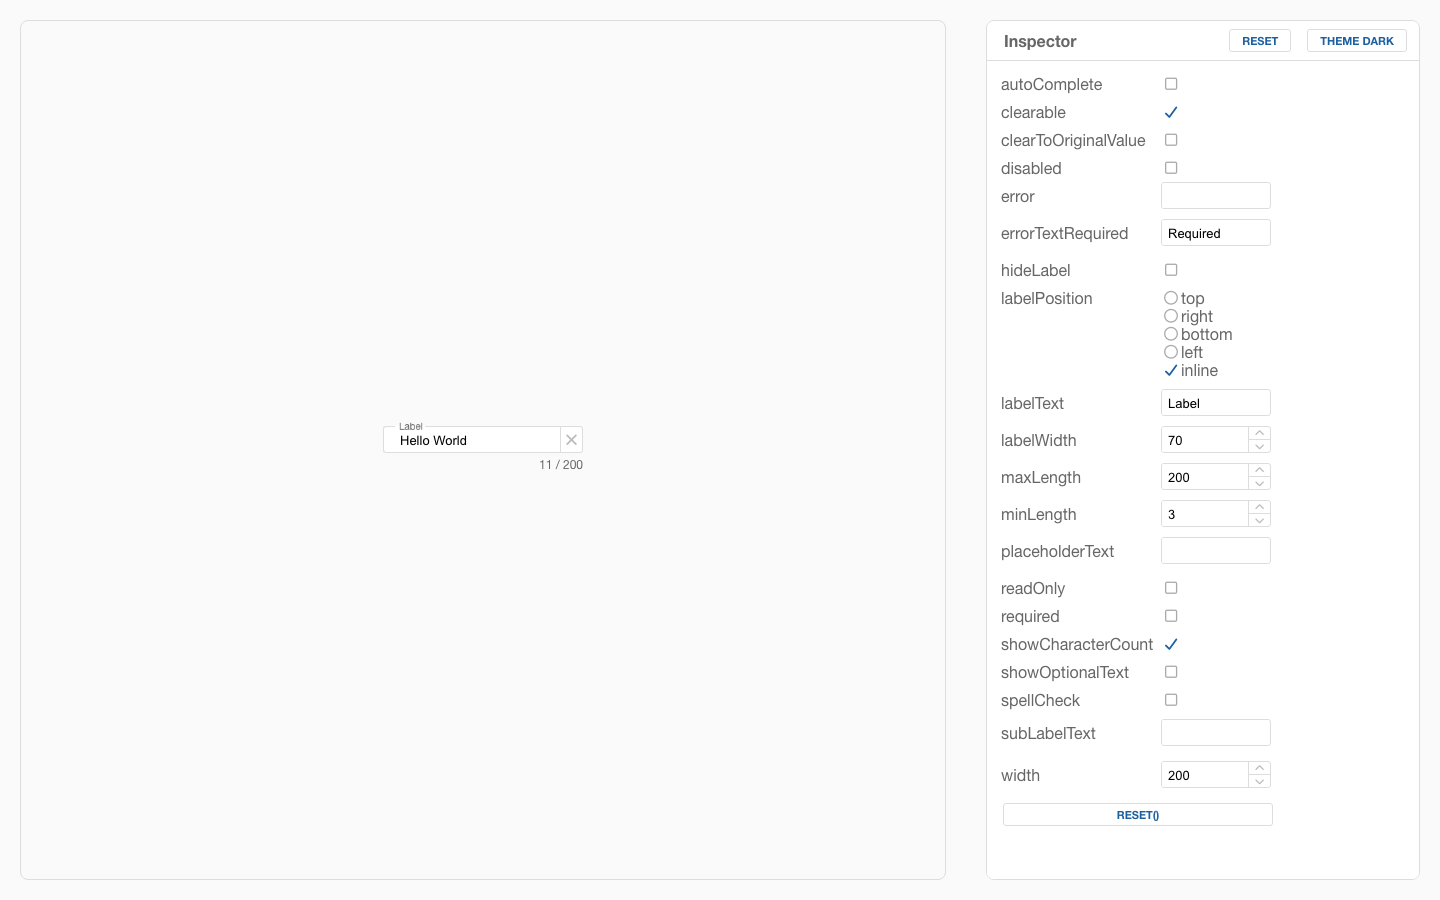 Label
Hello World
11 / 200
Inspector
RESET
THEME DARK
autoComplete
clearable
clearToOriginalValue
disabled
error
errorTextRequired
Required
hideLabel
labelPosition
top
right
bottom
left
inline
labelText
Label
labelWidth
70
maxLength
200
minLength
3
placeholderText
readOnly
required
showCharacterCount
showOptionalText
spellCheck
subLabelText
width
200
RESET()